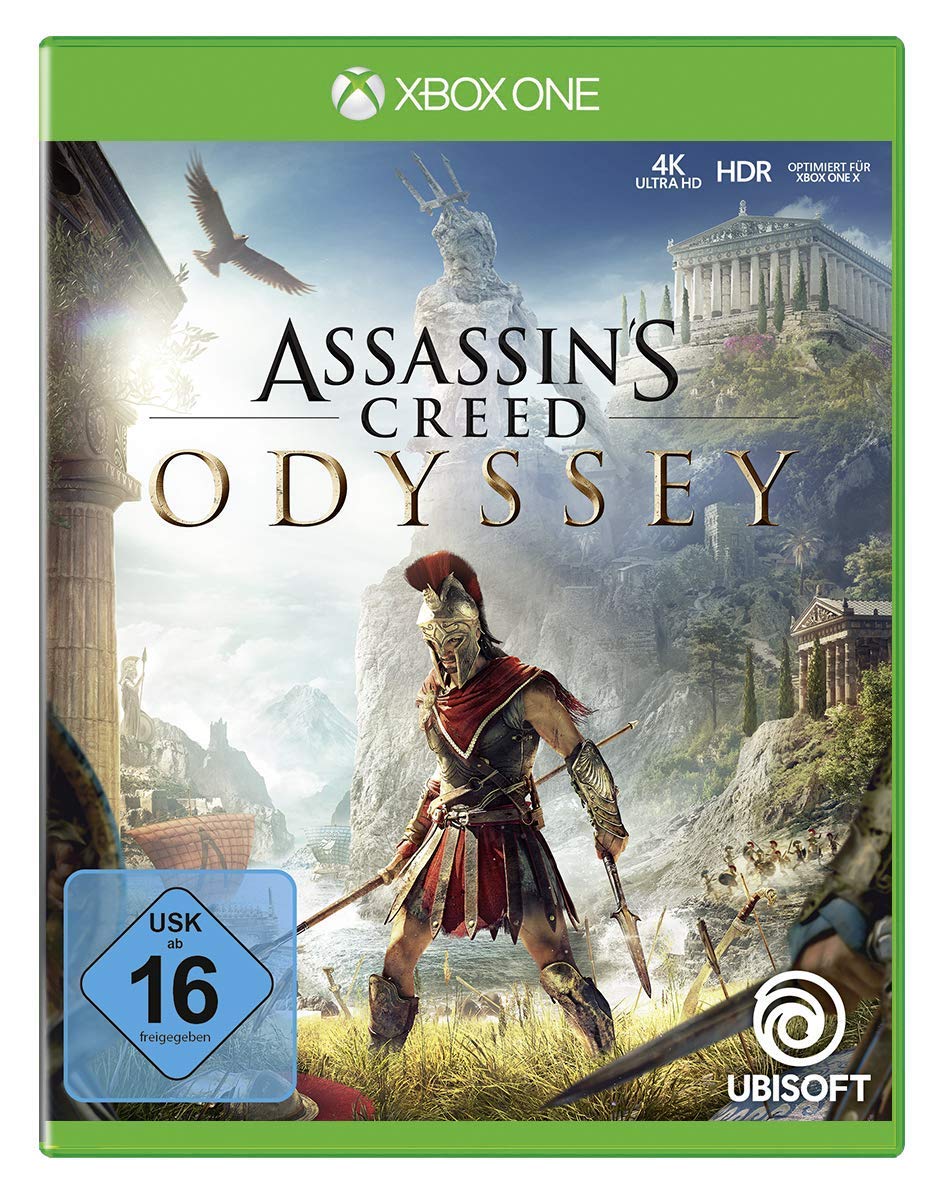 XBOX ONE
4K
ULTRA HD
HDR
OPTIMIERT FÜR
XBOX ONE X
ASSASSIN'S
CREED
ODYSSEY
USK
ab
16
freigegeben
UBISOFT